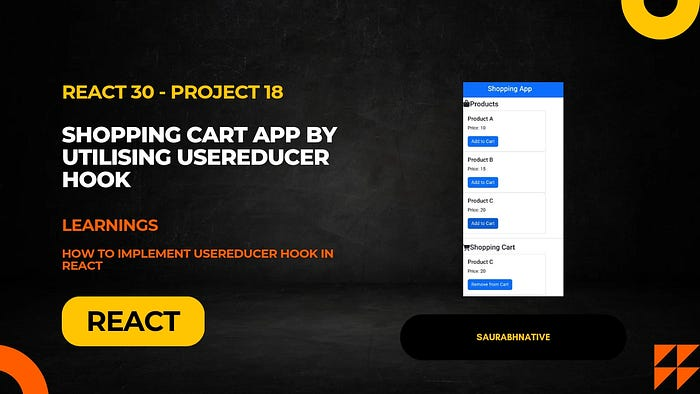 REACT 30 - PROJECT 18
SHOPPING CART APP BY
UTILISING USEREDUCER
HOOK
LEARNINGS
HOW TO IMPLEMENT USEREDUCER HOOK IN
REACT
REACT
Shopping App
Products
Product A
Price: 10
Add to Cart
Product B
Price: 15
Add to Cart
Product C
Price: 20
Add to Cart
Shopping Cart
Product C
Price: 20
Remove from Cart
SAURABHNATIVE